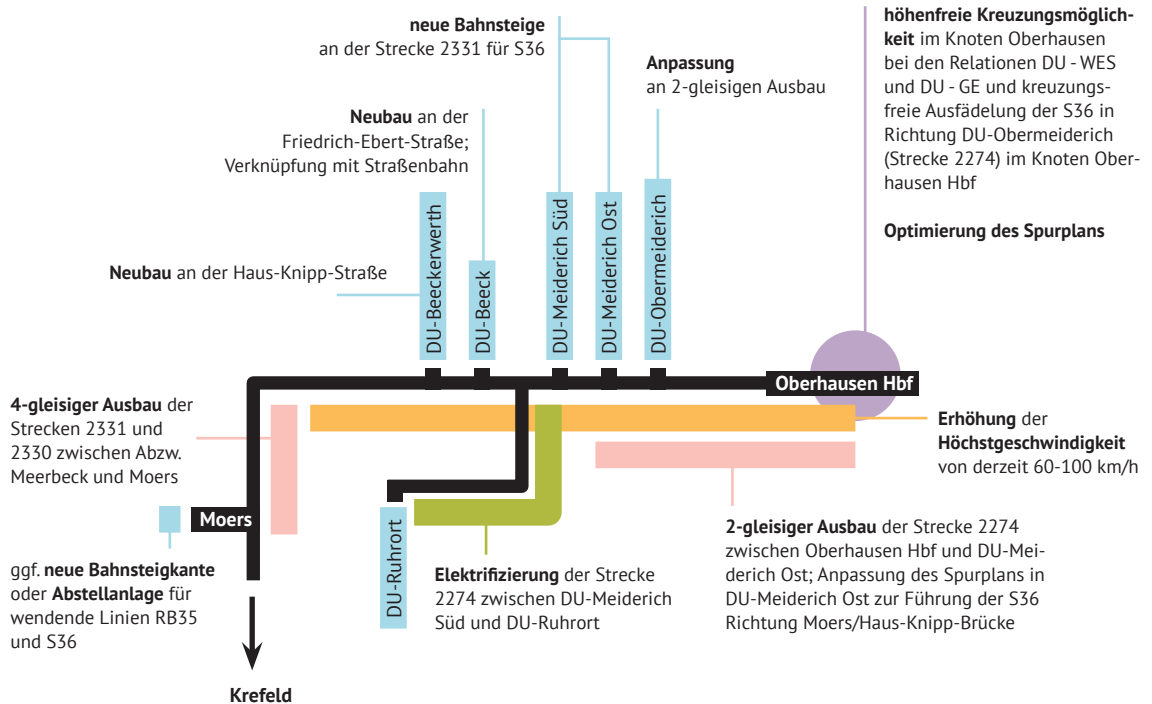 neue Bahnsteige
an der Strecke 2331 für S36
Anpassung
an 2-gleisigen Ausbau
höhenfreie Kreuzungsmöglich-
keit im Knoten Oberhausen
bei den Relationen DU - WES
und DU - GE und kreuzungs-
freie Ausfädelung der S36 in
Richtung DU-Obermeiderich
(Strecke 2274) im Knoten Ober-
hausen Hbf
Optimierung des Spurplans
Neubau an der
Friedrich-Ebert-Straße;
Verknüpfung mit Straßenbahn
Neubau an der Haus-Knipp-Straße
DU-Beeckerwerth
DU-Beeck
DU-Meiderich Süd
DU-Meiderich Ost
DU-Obermeiderich
Oberhausen Hbf
4-gleisiger Ausbau der
Strecken 2331 und
2330 zwischen Abzw.
Meerbeck und Moers
Erhöhung der
Höchstgeschwindigkeit
von derzeit 60-100 km/h
Moers
DU-Ruhrort
ggf. neue Bahnsteigkante
oder Abstellanlage für
wendende Linien RB35
und S36
Elektrifizierung der Strecke
2274 zwischen DU-Meiderich
Süd und DU-Ruhrort
2-gleisiger Ausbau der Strecke 2274
zwischen Oberhausen Hbf und DU-Mei-
derich Ost; Anpassung des Spurplans in
DU-Meiderich Ost zur Führung der S36
Richtung Moers/Haus-Knipp-Brücke
Krefeld